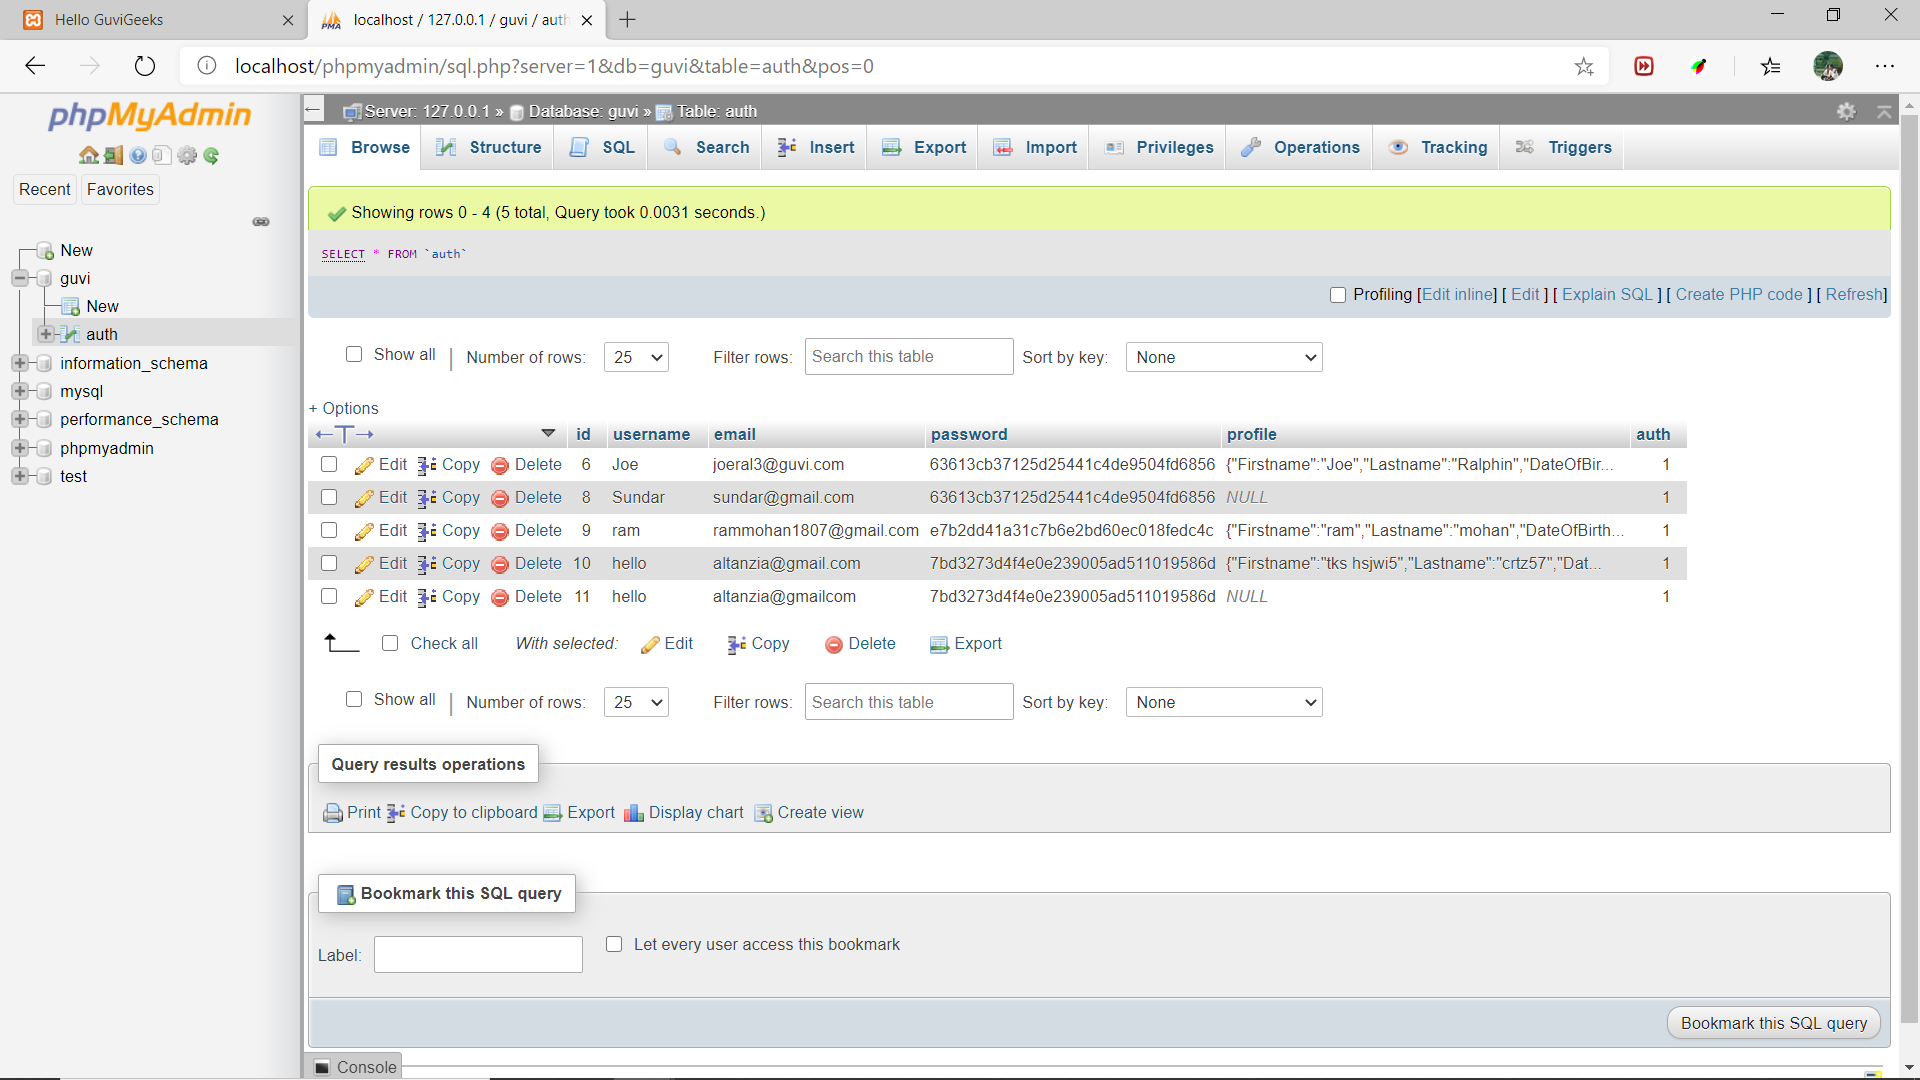 Hello GuviGeeks
localhost / 127.0.0.1 / guvi / auth
localhost/phpmyadmin/sql.php?server=1&db=guvi&table=auth&pos=0
phpMyAdmin
Recent
Favorites
New
guvi
New
auth
information_schema
mysql
performance_schema
phpmyadmin
test
Server: 127.0.0.1 » Database: guvi » Table: auth
Browse Structure SQL Search Insert Export Import Privileges Operations Tracking Triggers
Showing rows 0 - 4 (5 total, Query took 0.0031 seconds.)
SELECT * FROM `auth`
Profiling [Edit inline] [ Edit ] [ Explain SQL ] [ Create PHP code ] [ Refresh]
Show all | Number of rows: 25 Filter rows: Search this table Sort by key: None
+ Options
←T→ id username email password profile auth
Edit Copy Delete 6 Joe joeral3@guvi.com 63613cb37125d25441c4de9504fd6856 {"Firstname":"Joe","Lastname":"Ralphin","DateOfBir... 1
Edit Copy Delete 8 Sundar sundar@gmail.com 63613cb37125d25441c4de9504fd6856 NULL 1
Edit Copy Delete 9 ram rammohan1807@gmail.com e7b2dd41a31c7b6e2bd60ec018fedc4c {"Firstname":"ram","Lastname":"mohan","DateOfBirth... 1
Edit Copy Delete 10 hello altanzia@gmail.com 7bd3273d4f4e0e239005ad511019586d {"Firstname":"tks hsjwi5","Lastname":"crtz57","Dat... 1
Edit Copy Delete 11 hello altanzia@gmailcom 7bd3273d4f4e0e239005ad511019586d NULL 1
Check all With selected: Edit Copy Delete Export
Show all | Number of rows: 25 Filter rows: Search this table Sort by key: None
Query results operations
Print Copy to clipboard Export Display chart Create view
Bookmark this SQL query
Label: Let every user access this bookmark
Bookmark this SQL query
Console